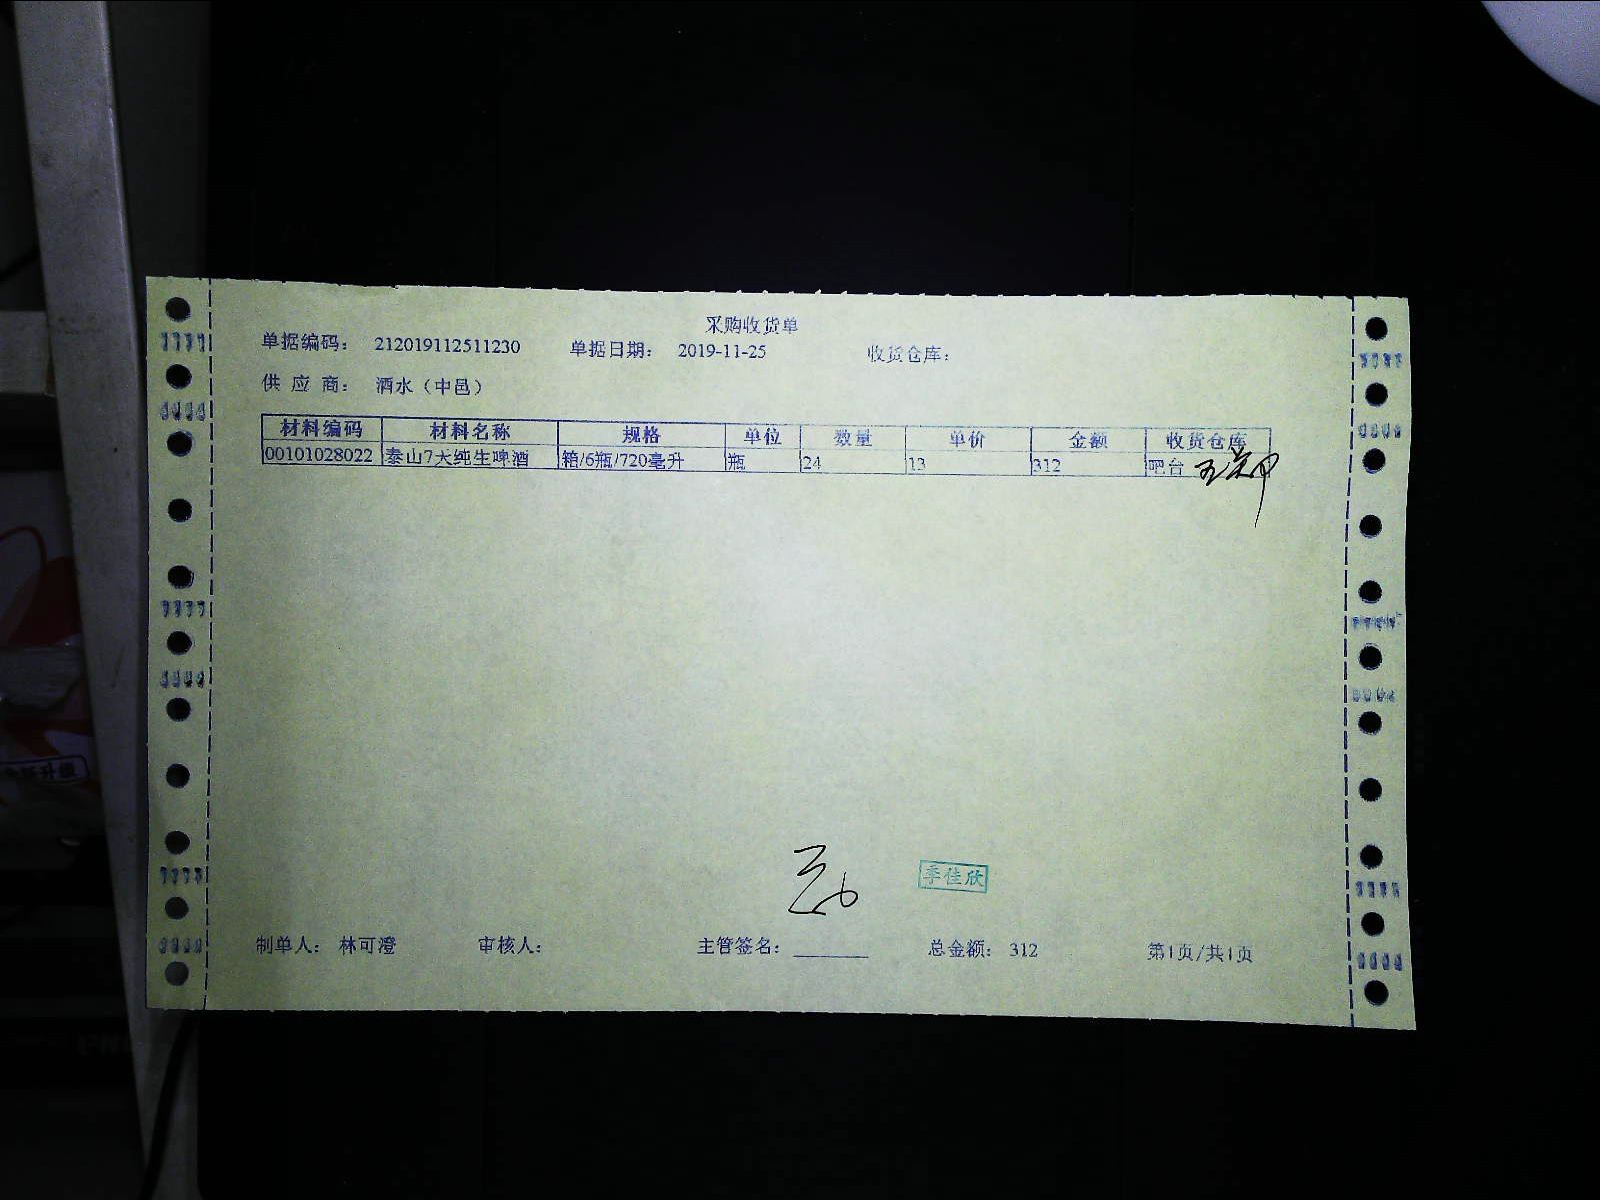 采购收货单
单据编码： 212019112511230 单据日期： 2019-11-25 收货仓库：
供 应 商： 酒水（中邑）
材料编码 材料名称 规格 单位 数量 单价 金额 收货仓库
00101028022 泰山7天纯生啤酒 箱/6瓶/720毫升 瓶 24 13 312 吧台
季佳欣
制单人： 林可澄 审核人： 主管签名： ________ 总金额： 312 第1页/共1页